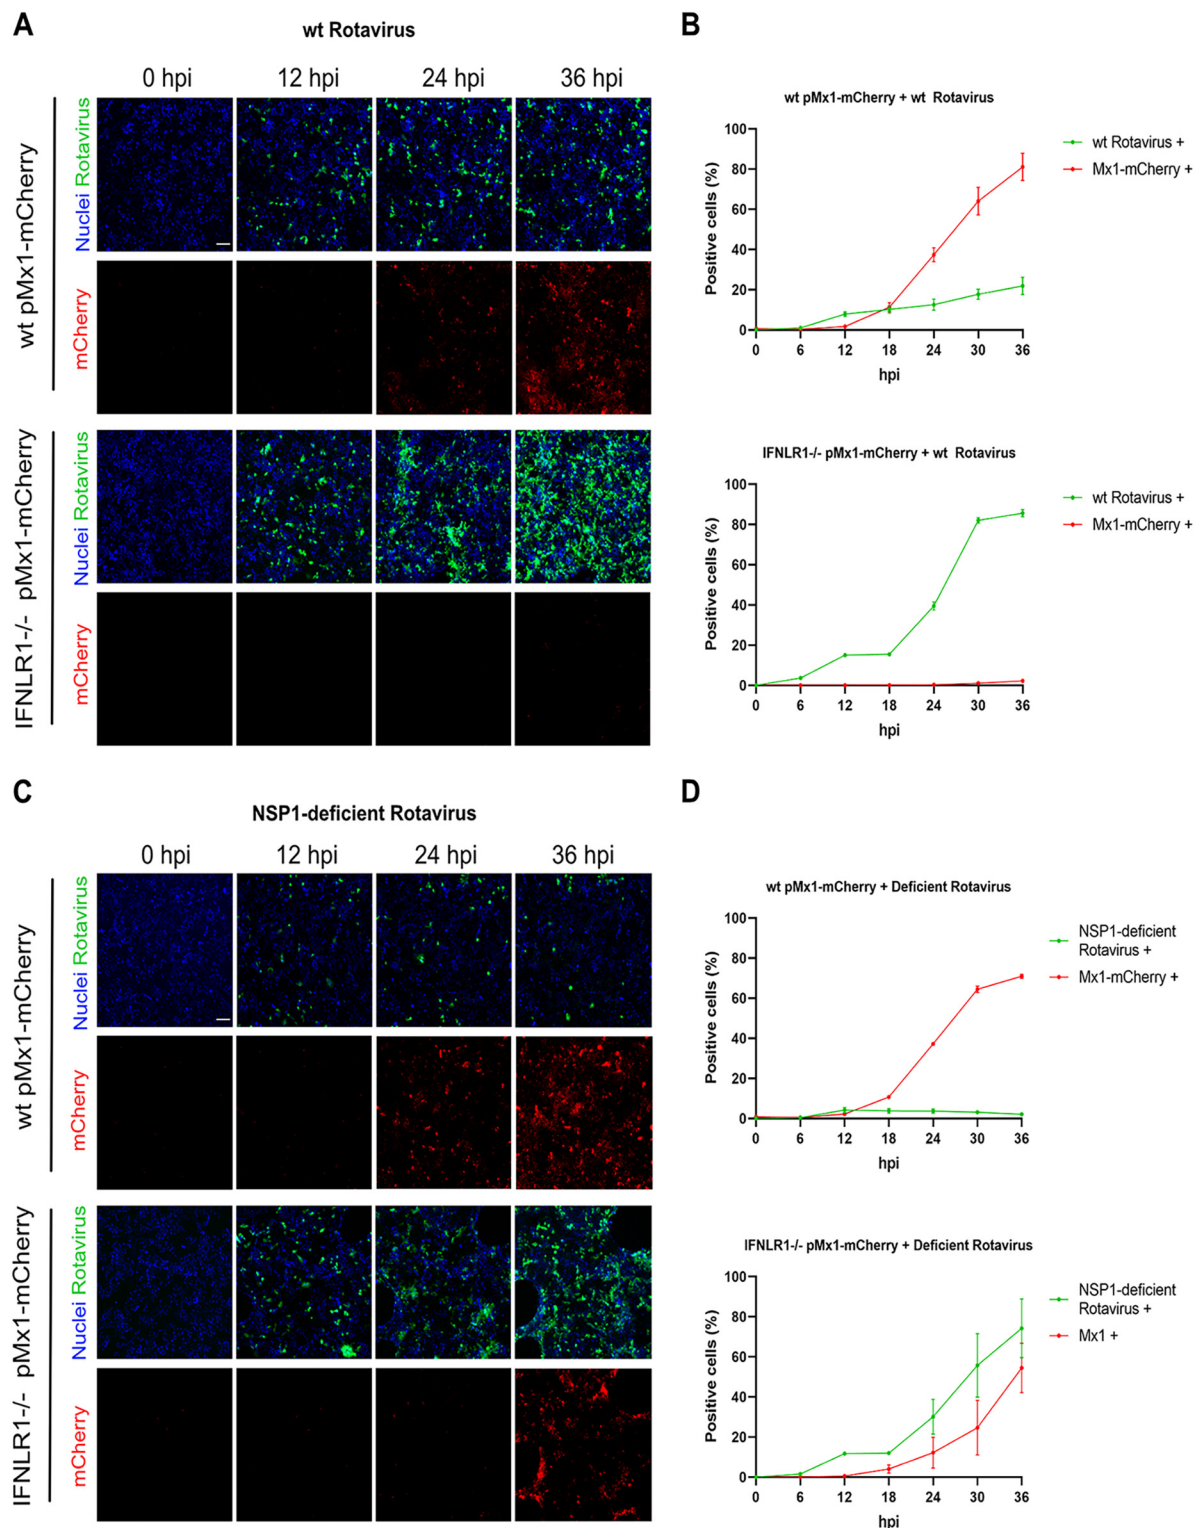 A
wt Rotavirus
0 hpi
12 hpi
24 hpi
36 hpi
wt pMx1-mCherry
Nuclei Rotavirus
mCherry
IFNLR1-/- pMx1-mCherry
Nuclei Rotavirus
mCherry
B
wt pMx1-mCherry + wt Rotavirus
Positive cells (%)
100
80
60
40
20
0
0 6 12 18 24 30 36
hpi
wt Rotavirus +
Mx1-mCherry +
IFNLR1-/- pMx1-mCherry + wt Rotavirus
Positive cells (%)
100
80
60
40
20
0
0 6 12 18 24 30 36
hpi
wt Rotavirus +
Mx1-mCherry +
C
NSP1-deficient Rotavirus
0 hpi
12 hpi
24 hpi
36 hpi
wt pMx1-mCherry
Nuclei Rotavirus
mCherry
IFNLR1-/- pMx1-mCherry
Nuclei Rotavirus
mCherry
D
wt pMx1-mCherry + Deficient Rotavirus
Positive cells (%)
100
80
60
40
20
0
0 6 12 18 24 30 36
hpi
NSP1-deficient
Rotavirus +
Mx1-mCherry +
IFNLR1-/- pMx1-mCherry + Deficient Rotavirus
Positive cells (%)
100
80
60
40
20
0
0 6 12 18 24 30 36
hpi
NSP1-deficient
Rotavirus +
Mx1 +